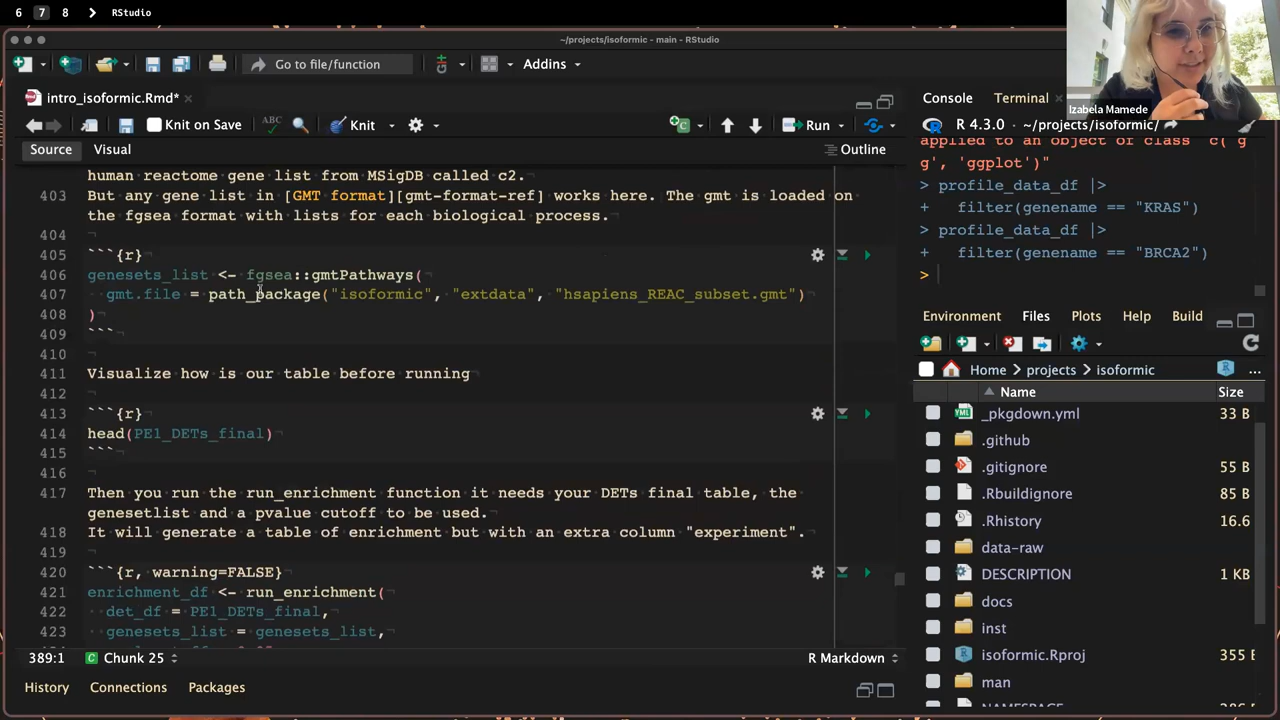 6 7 8 RStudio
~/projects/isoformic - main - RStudio
Go to file/function
Addins
Izabela Mamede
intro_isoformic.Rmd*
Console Terminal
Knit on Save
ABC
Knit
Run
R 4.3.0 · ~/projects/isoformic/
Source Visual
Outline
applied to an object or class "c('g
g', 'ggplot')"
> profile_data_df |>
+ filter(genename == "KRAS")
> profile_data_df |>
+ filter(genename == "BRCA2")
>
human reactome gene list from MSigDB called c2.
403 But any gene list in [GMT format][gmt-format-ref] works here. The gmt is loaded on
the fgsea format with lists for each biological process.
404
405 ```{r}
406 genesets_list <- fgsea::gmtPathways(
407 gmt.file = path_package("isoformic", "extdata", "hsapiens_REAC_subset.gmt")
408 )
409 ```
410
411 Visualize how is our table before running
412
413 ```{r}
414 head(PE1_DETs_final)
415 ```
416
417 Then you run the run_enrichment function it needs your DETs final table, the
genesetlist and a pvalue cutoff to be used.
418 It will generate a table of enrichment but with an extra column "experiment".
419
420 ```{r, warning=FALSE}
421 enrichment_df <- run_enrichment(
422 det_df = PE1_DETs_final,
423 genesets_list = genesets_list,
389:1 Chunk 25
R Markdown
History Connections Packages
Environment Files Plots Help Build
Home projects isoformic ...
Name Size
_pkgdown.yml 33 B
.github
.gitignore 55 B
.Rbuildignore 85 B
.Rhistory 16.6
data-raw
DESCRIPTION 1 KB
docs
inst
isoformic.Rproj 355 B
man
NAMESPACE